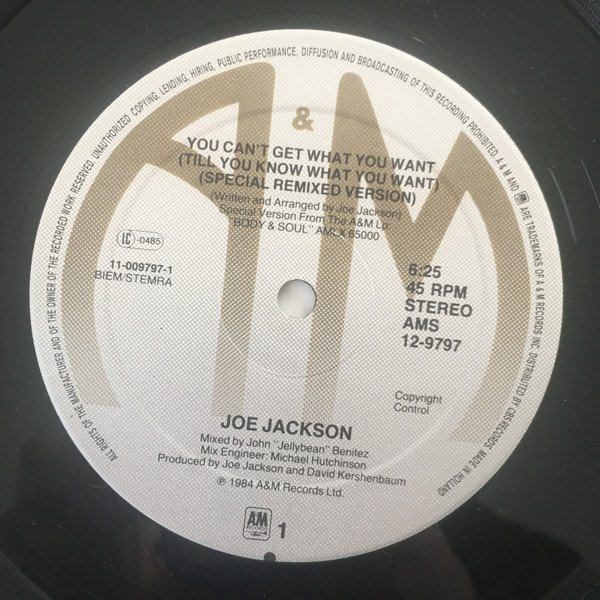 ALL RIGHTS OF THE MANUFACTURER AND OF THE OWNER OF THE RECORDED WORK RESERVED. UNAUTHORIZED COPYING, LENDING, HIRING, PUBLIC PERFORMANCE, DIFFUSION AND BROADCASTING OF THIS RECORDING PROHIBITED. A & M AND AM ARE TRADEMARKS OF A & M RECORDS INC. DISTRIBUTED BY CBS RECORDS. MADE IN HOLLAND
A&M
YOU CAN'T GET WHAT YOU WANT
(TILL YOU KNOW WHAT YOU WANT)
(SPECIAL REMIXED VERSION)
(Written and Arranged by Joe Jackson)
Special Version From The A&M Lp
"BODY & SOUL" AMLX 65000
LC -0485
11-009797-1
BIEM/STEMRA
6:25
45 RPM
STEREO
AMS
12-9797
Copyright
Control
JOE JACKSON
Mixed by John "Jellybean" Benitez
Mix Engineer: Michael Hutchinson
Produced by Joe Jackson and David Kershenbaum
℗ 1984 A&M Records Ltd.
AM
RECORDS
1